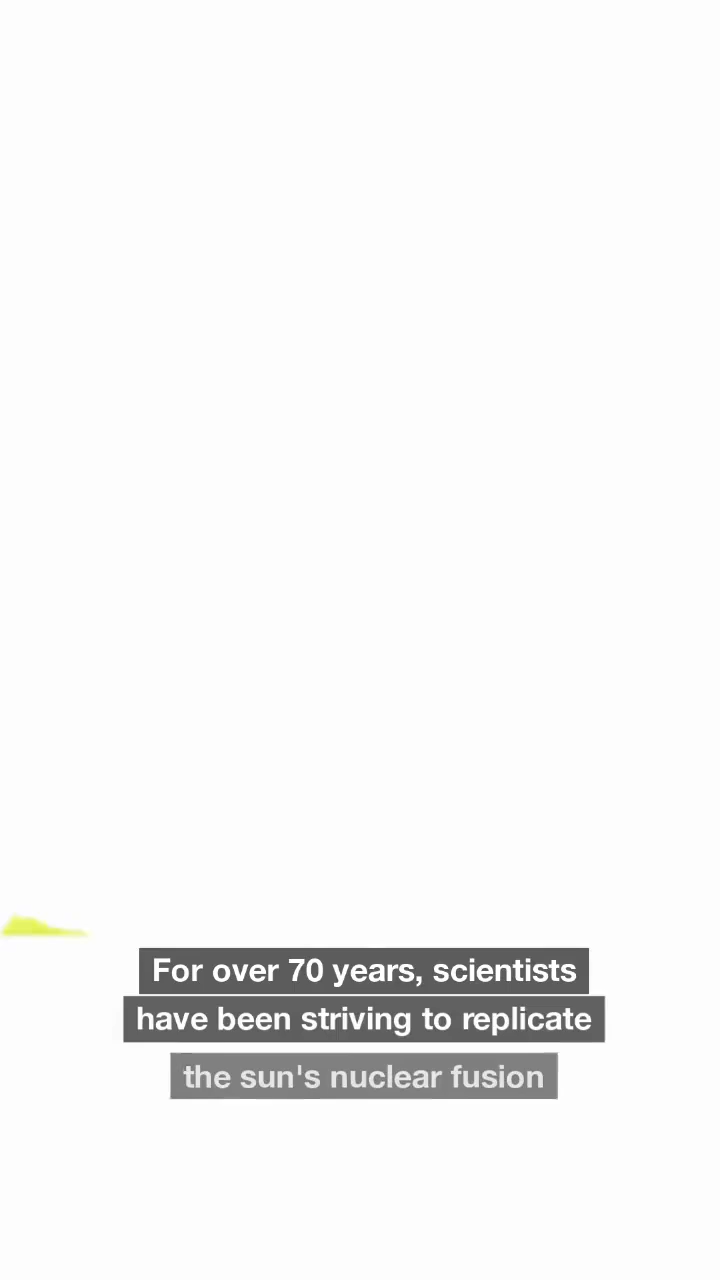 For over 70 years, scientists
have been striving to replicate
the sun's nuclear fusion